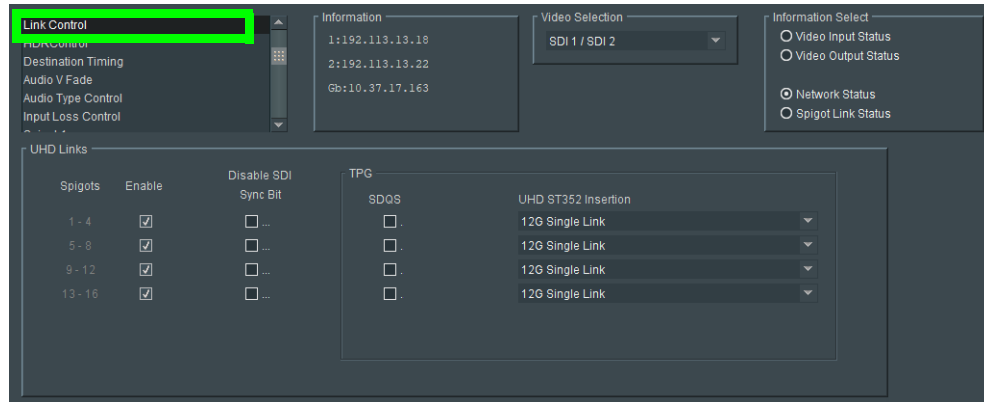 Link Control
HDRControl
Destination Timing
Audio V Fade
Audio Type Control
Input Loss Control
Information
1:192.113.13.18
2:192.113.13.22
Gb:10.37.17.163
Video Selection
SDI 1 / SDI 2
Information Select
Video Input Status
Video Output Status
Network Status
Spigot Link Status
UHD Links
Spigots Enable Disable SDI Sync Bit
TPG
SDQS UHD ST352 Insertion
1 - 4 ... . 12G Single Link
5 - 8 ... . 12G Single Link
9 - 12 ... . 12G Single Link
13 - 16 ... . 12G Single Link